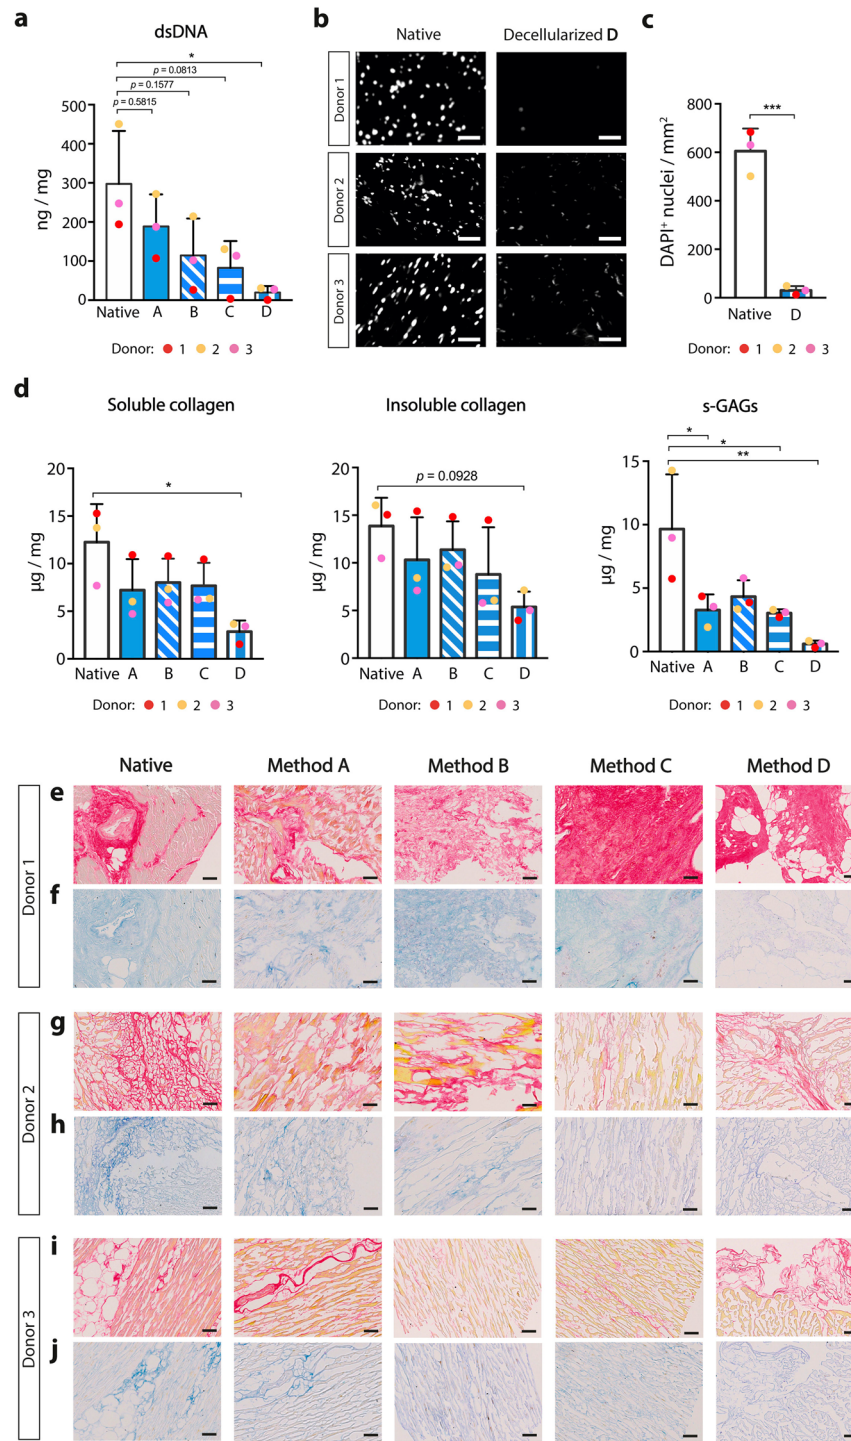 a
dsDNA
*
p = 0.0813
p = 0.1577
p = 0.5815
ng / mg
500
400
300
200
100
0
Native A B C D
Donor: 1 2 3
b
Native Decellularized D
Donor 1
Donor 2
Donor 3
c
DAPI⁺ nuclei / mm²
***
800
600
400
200
0
Native D
Donor: 1 2 3
d
Soluble collagen
*
µg / mg
20
15
10
5
0
Native A B C D
Donor: 1 2 3
Insoluble collagen
p = 0.0928
µg / mg
20
15
10
5
0
Native A B C D
Donor: 1 2 3
s-GAGs
*
*
**
µg / mg
15
10
5
0
Native A B C D
Donor: 1 2 3
Native Method A Method B Method C Method D
Donor 1
e
f
Donor 2
g
h
Donor 3
i
j